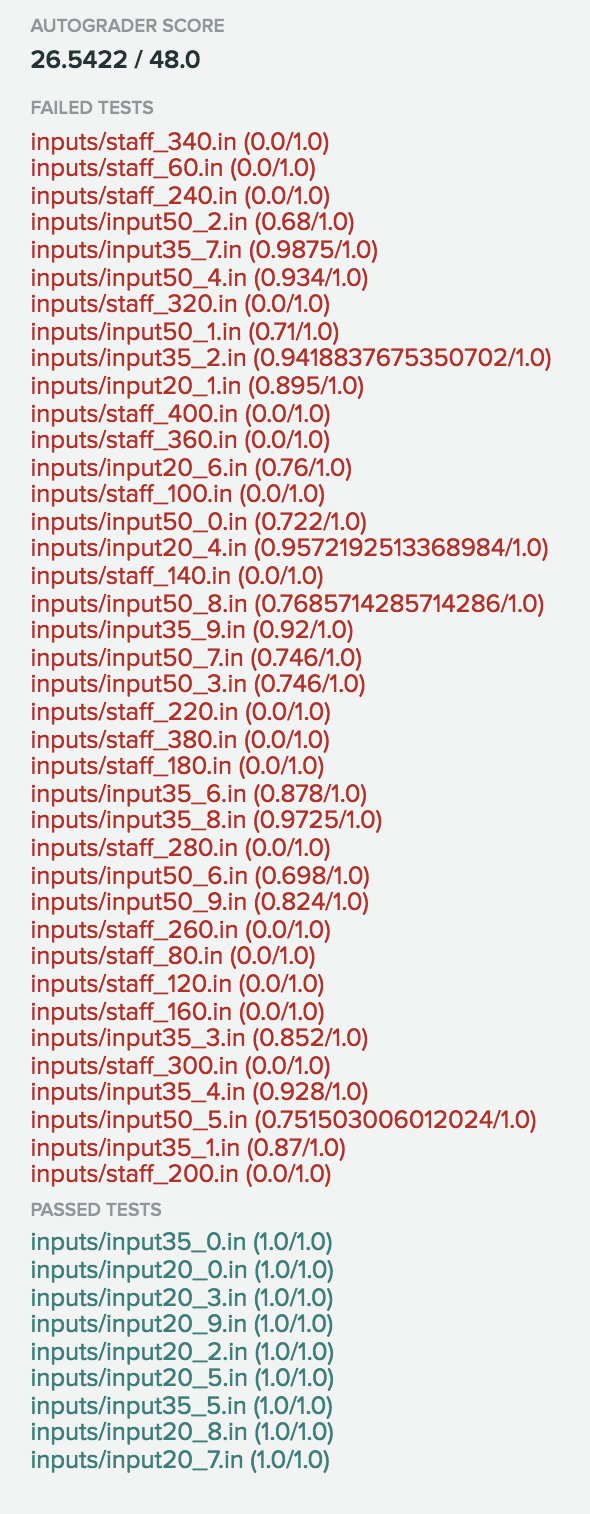 AUTOGRADER SCORE
26.5422 / 48.0
FAILED TESTS
inputs/staff_340.in (0.0/1.0)
inputs/staff_60.in (0.0/1.0)
inputs/staff_240.in (0.0/1.0)
inputs/input50_2.in (0.68/1.0)
inputs/input35_7.in (0.9875/1.0)
inputs/input50_4.in (0.934/1.0)
inputs/staff_320.in (0.0/1.0)
inputs/input50_1.in (0.71/1.0)
inputs/input35_2.in (0.9418837675350702/1.0)
inputs/input20_1.in (0.895/1.0)
inputs/staff_400.in (0.0/1.0)
inputs/staff_360.in (0.0/1.0)
inputs/input20_6.in (0.76/1.0)
inputs/staff_100.in (0.0/1.0)
inputs/input50_0.in (0.722/1.0)
inputs/input20_4.in (0.9572192513368984/1.0)
inputs/staff_140.in (0.0/1.0)
inputs/input50_8.in (0.7685714285714286/1.0)
inputs/input35_9.in (0.92/1.0)
inputs/input50_7.in (0.746/1.0)
inputs/input50_3.in (0.746/1.0)
inputs/staff_220.in (0.0/1.0)
inputs/staff_380.in (0.0/1.0)
inputs/staff_180.in (0.0/1.0)
inputs/input35_6.in (0.878/1.0)
inputs/input35_8.in (0.9725/1.0)
inputs/staff_280.in (0.0/1.0)
inputs/input50_6.in (0.698/1.0)
inputs/input50_9.in (0.824/1.0)
inputs/staff_260.in (0.0/1.0)
inputs/staff_80.in (0.0/1.0)
inputs/staff_120.in (0.0/1.0)
inputs/staff_160.in (0.0/1.0)
inputs/input35_3.in (0.852/1.0)
inputs/staff_300.in (0.0/1.0)
inputs/input35_4.in (0.928/1.0)
inputs/input50_5.in (0.751503006012024/1.0)
inputs/input35_1.in (0.87/1.0)
inputs/staff_200.in (0.0/1.0)
PASSED TESTS
inputs/input35_0.in (1.0/1.0)
inputs/input20_0.in (1.0/1.0)
inputs/input20_3.in (1.0/1.0)
inputs/input20_9.in (1.0/1.0)
inputs/input20_2.in (1.0/1.0)
inputs/input20_5.in (1.0/1.0)
inputs/input35_5.in (1.0/1.0)
inputs/input20_8.in (1.0/1.0)
inputs/input20_7.in (1.0/1.0)